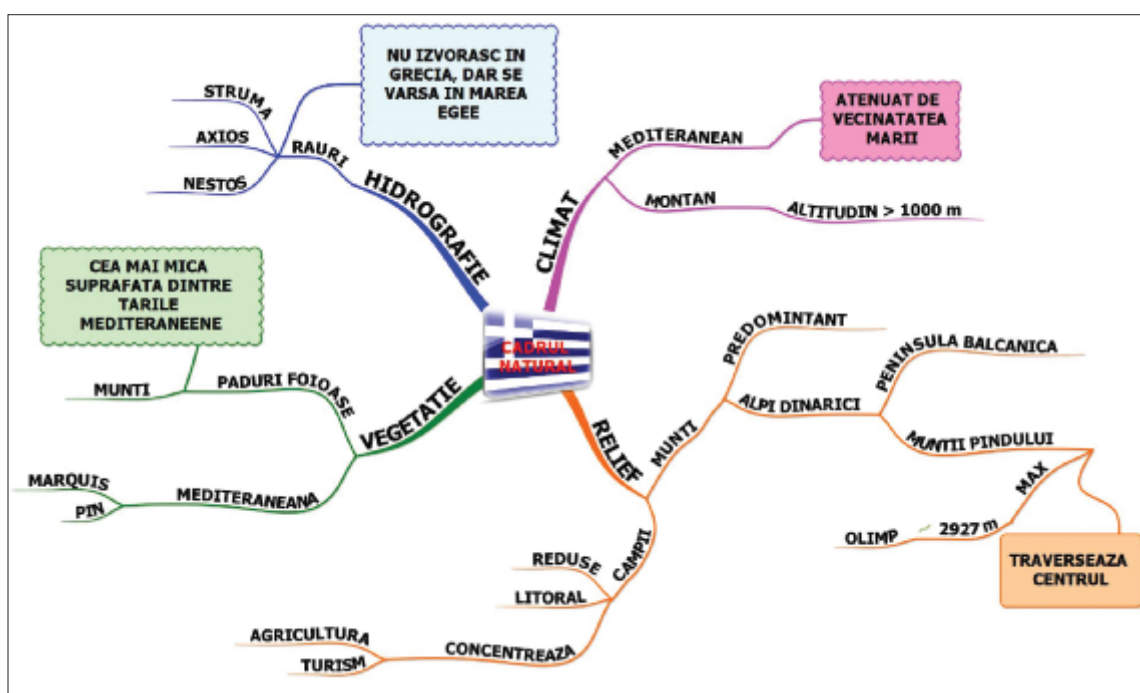 NU IZVORASC IN
GRECIA, DAR SE
VARSA IN MAREA
EGEE
STRUMA
AXIOS
NESTOS
RAURI
HIDROGRAFIE
CLIMAT
MEDITERANEAN
ATENUAT DE
VECINATATEA
MARII
MONTAN
ALTITUDIN > 1000 m
CEA MAI MICA
SUPRAFATA DINTRE
TARILE
MEDITERANEENE
MUNTI
PADURI FOIOASE
VEGETATIE
MEDITERANEANA
MARQUIS
PIN
CADRUL
NATURAL
RELIEF
MUNTI
PREDOMINTANT
ALPI DINARICI
PENINSULA BALCANICA
MUNTII PINDULUI
MAX
~ 2927 m
OLIMP
TRAVERSEAZA
CENTRUL
CAMPII
REDUSE
LITORAL
CONCENTREAZA
AGRICULTURA
TURISM